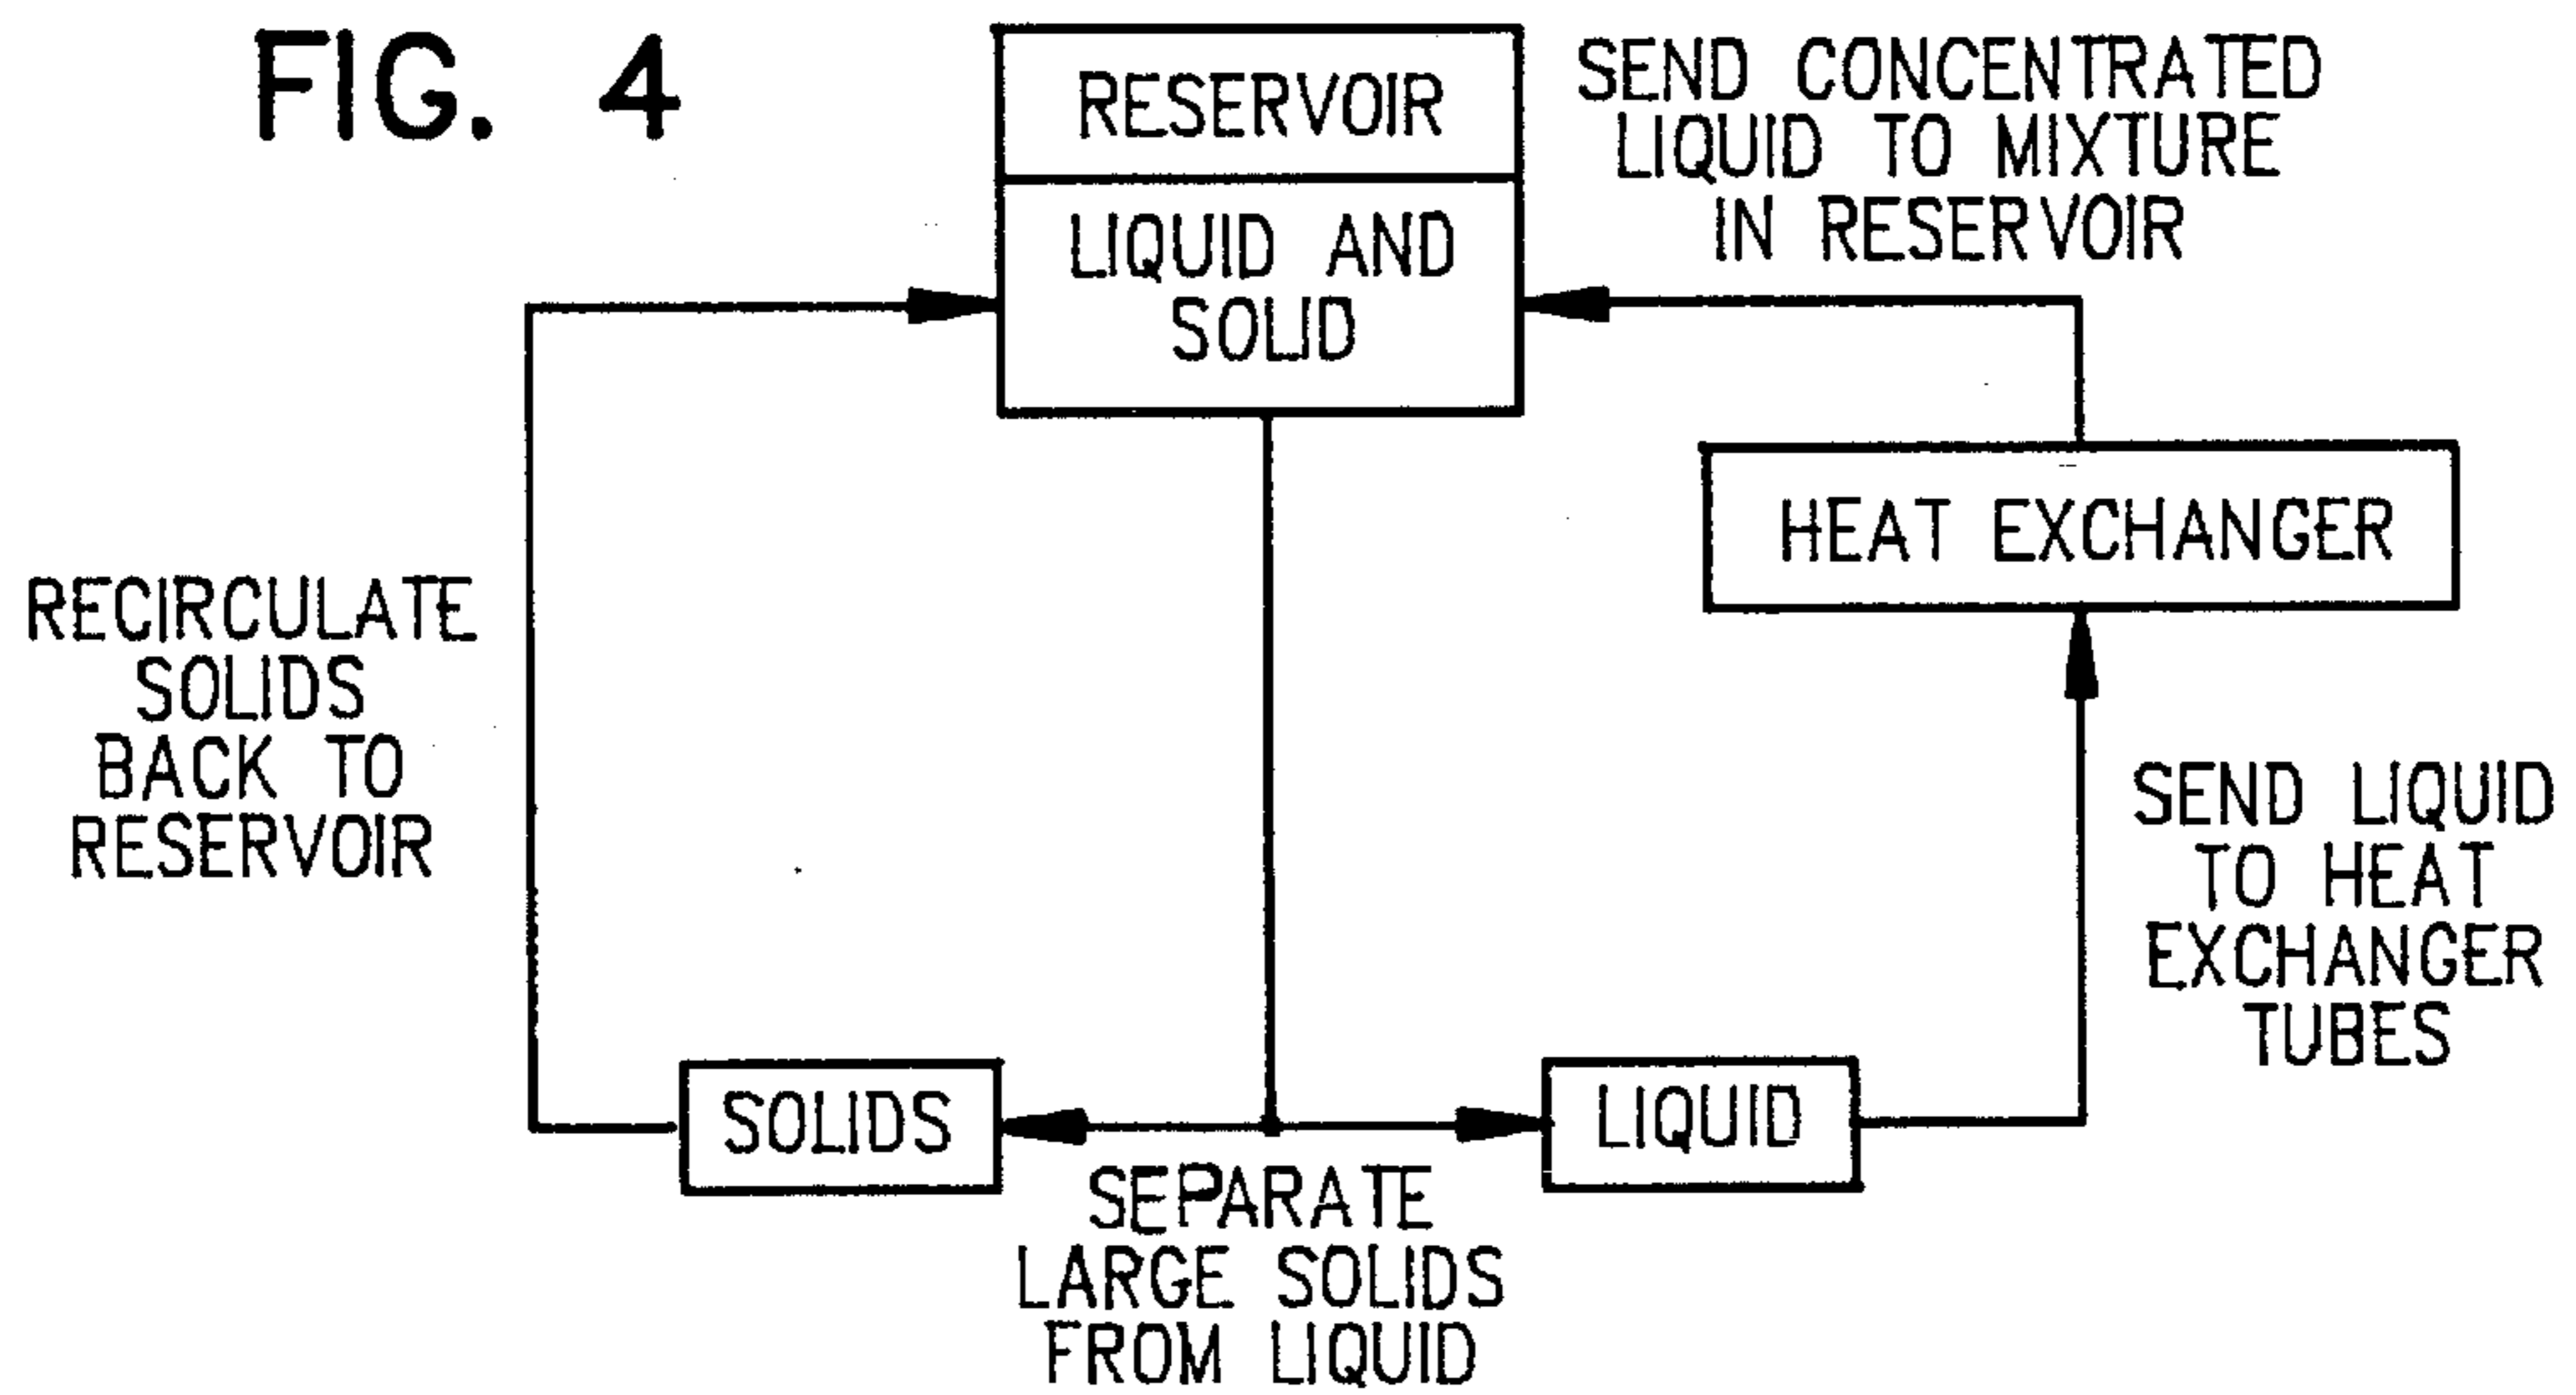 FIG. 4
RESERVOIR
LIQUID AND
SOLID
SEND CONCENTRATED
LIQUID TO MIXTURE
IN RESERVOIR
HEAT EXCHANGER
RECIRCULATE
SOLIDS
BACK TO
RESERVOIR
SEND LIQUID
TO HEAT
EXCHANGER
TUBES
SOLIDS
LIQUID
SEPARATE
LARGE SOLIDS
FROM LIQUID